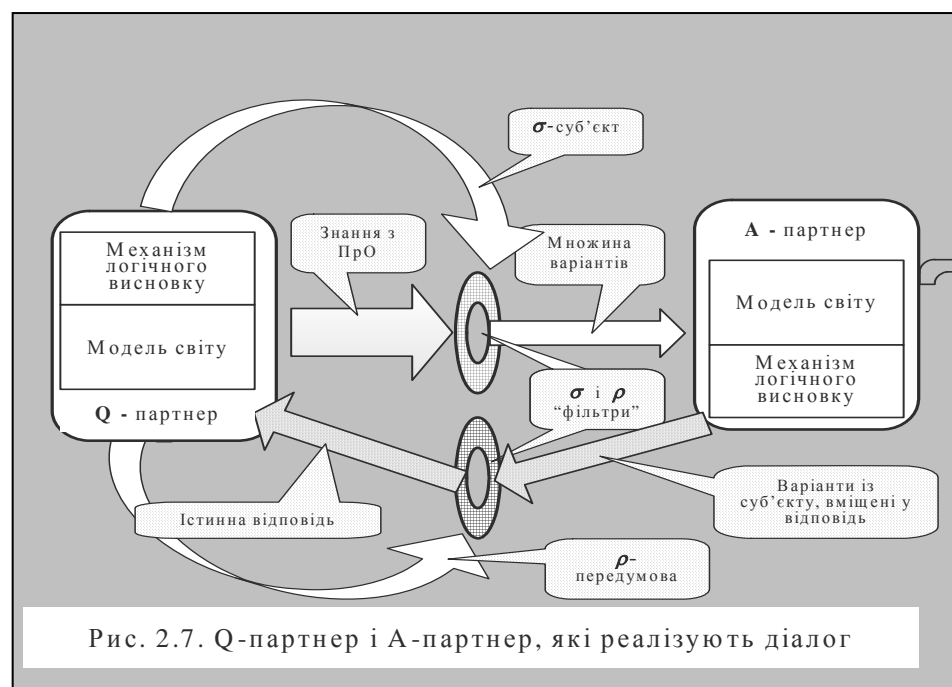 σ-суб’єкт
Знання з
ПрО
Множина
варіантів
Механізм
логічного
висновку
Модель світу
Q - партнер
А - партнер
Модель світу
Механізм
логічного
висновку
σ і ρ
“фільтри”
Істинна відповідь
Варіанти із
суб’єкту, вміщені у
відповідь
ρ-
передумова
Рис. 2.7. Q-партнер і А-партнер, які реалізують діалог